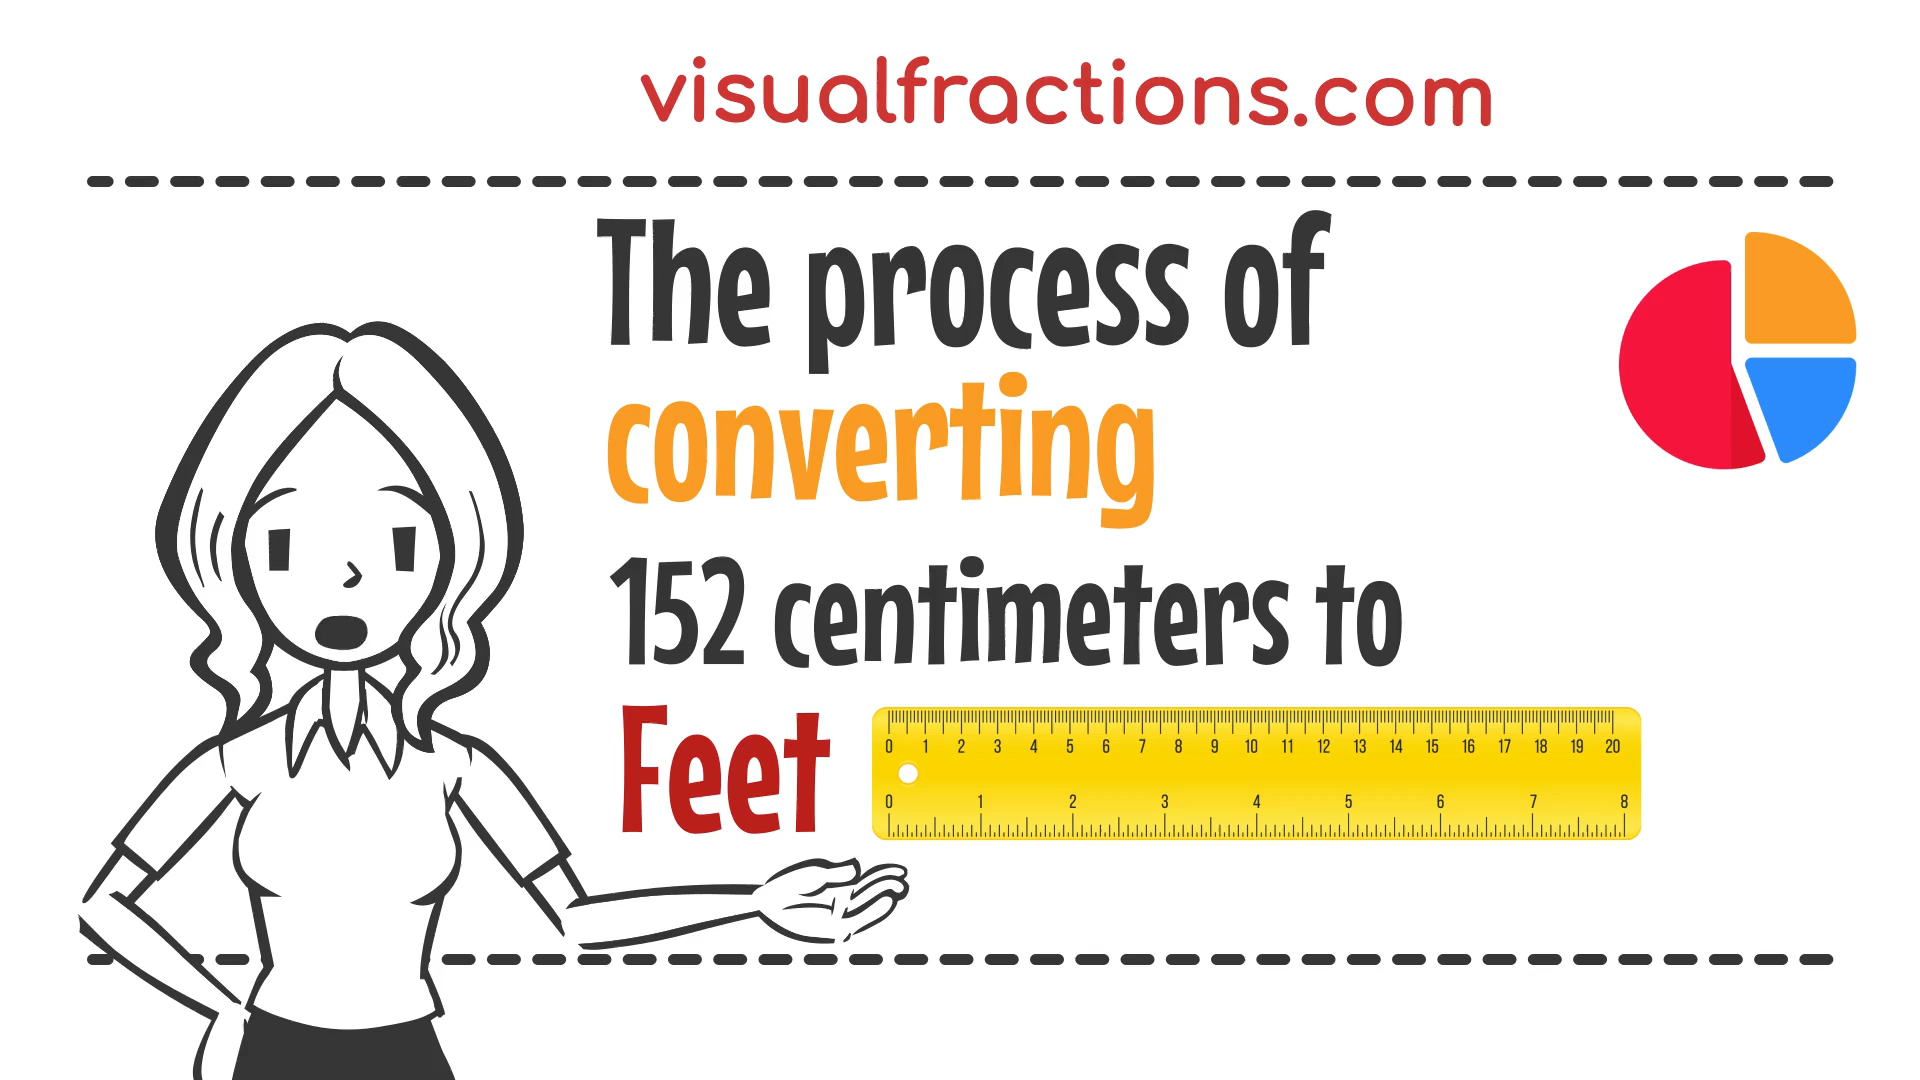 visualfractions.com
The process of
converting
152 centimeters to
Feet
0 1 2 3 4 5 6 7 8 9 10 11 12 13 14 15 16 17 18 19 20
0 1 2 3 4 5 6 7 8